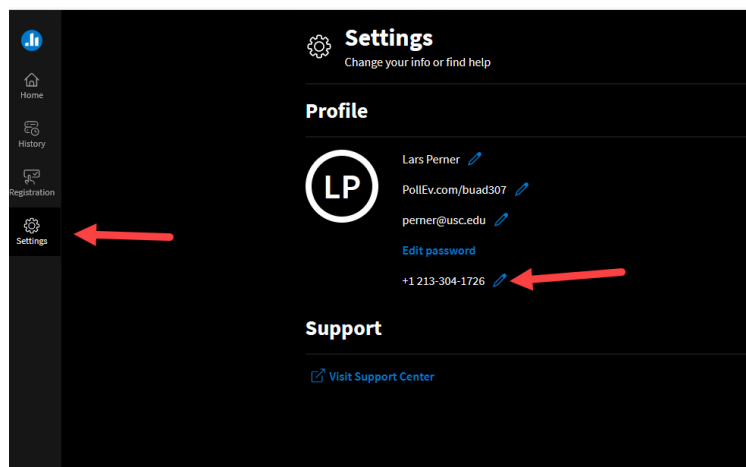 Home
History
Registration
Settings
Settings
Change your info or find help
Profile
LP
Lars Perner
PollEv.com/buad307
perner@usc.edu
Edit password
+1 213-304-1726
Support
Visit Support Center